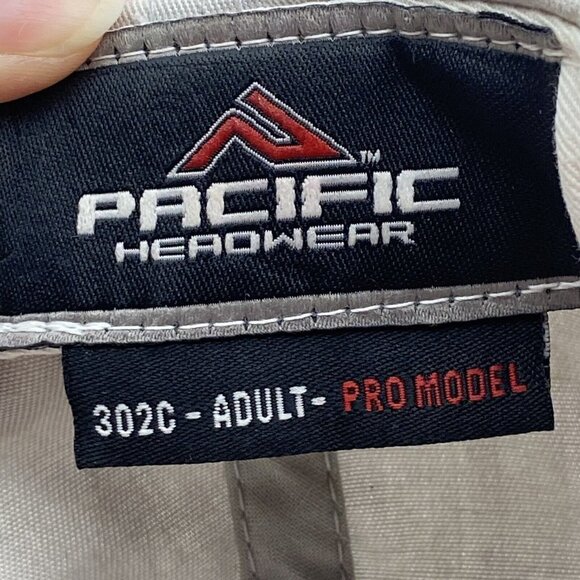 TM
PACIFIC
HEADWEAR
302C - ADULT- PRO MODEL